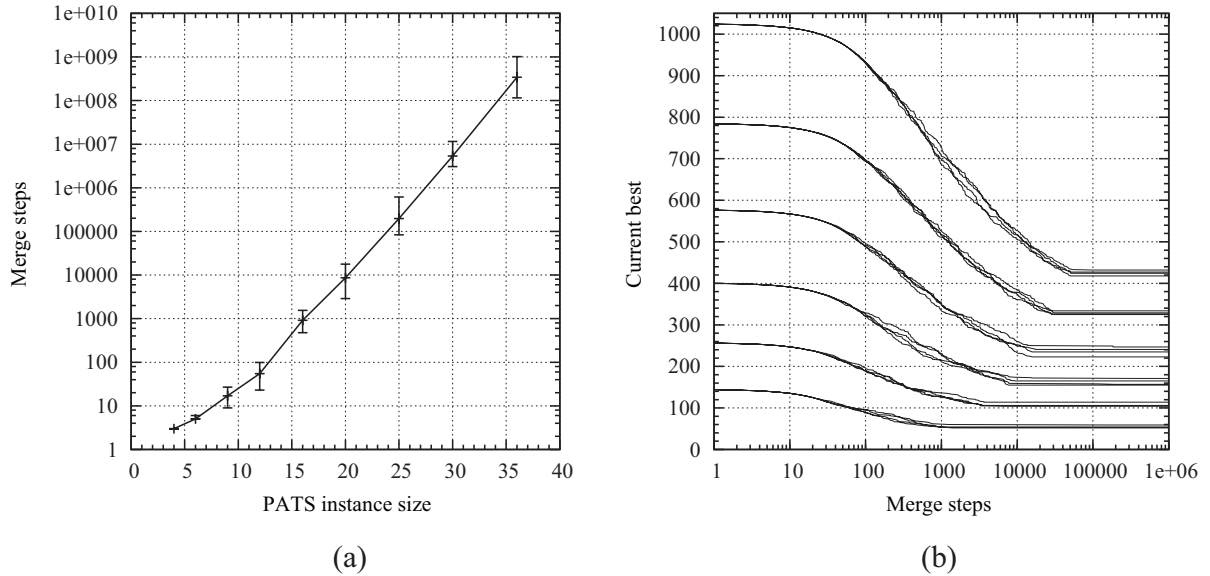 1e+010
1e+009
1e+008
1e+007
1e+006
100000
10000
1000
100
10
1
0 5 10 15 20 25 30 35 40
Merge steps
PATS instance size
(a)
1000
900
800
700
600
500
400
300
200
100
0
1 10 100 1000 10000 100000 1e+06
Current best
Merge steps
(b)